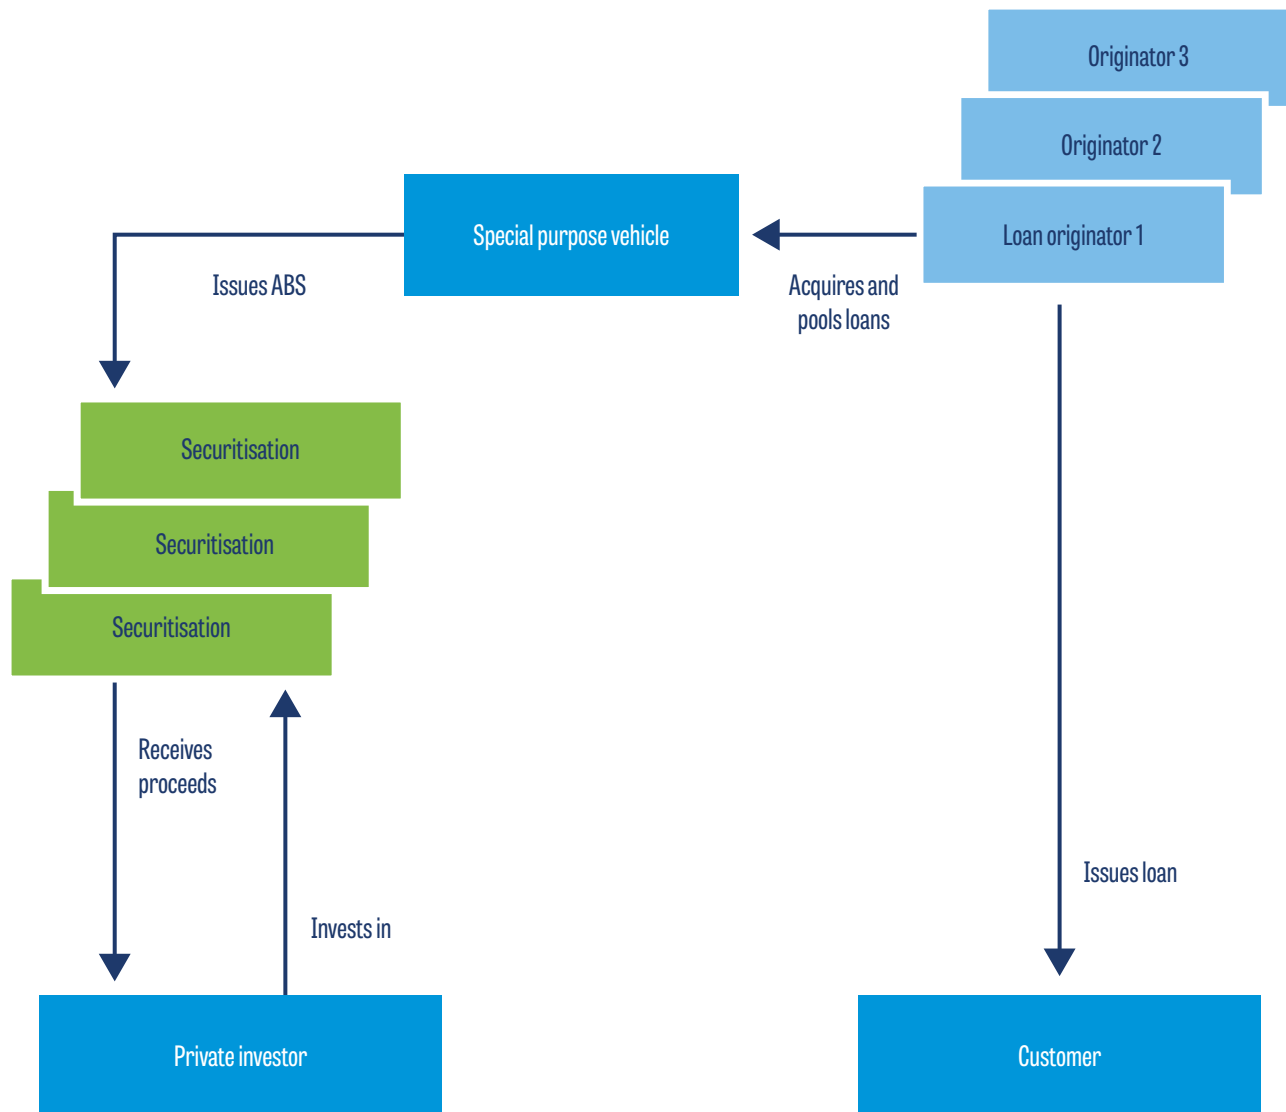 Originator 3
Originator 2
Loan originator 1
Special purpose vehicle
Acquires and
pools loans
Issues ABS
Securitisation
Securitisation
Securitisation
Receives
proceeds
Invests in
Issues loan
Private investor
Customer